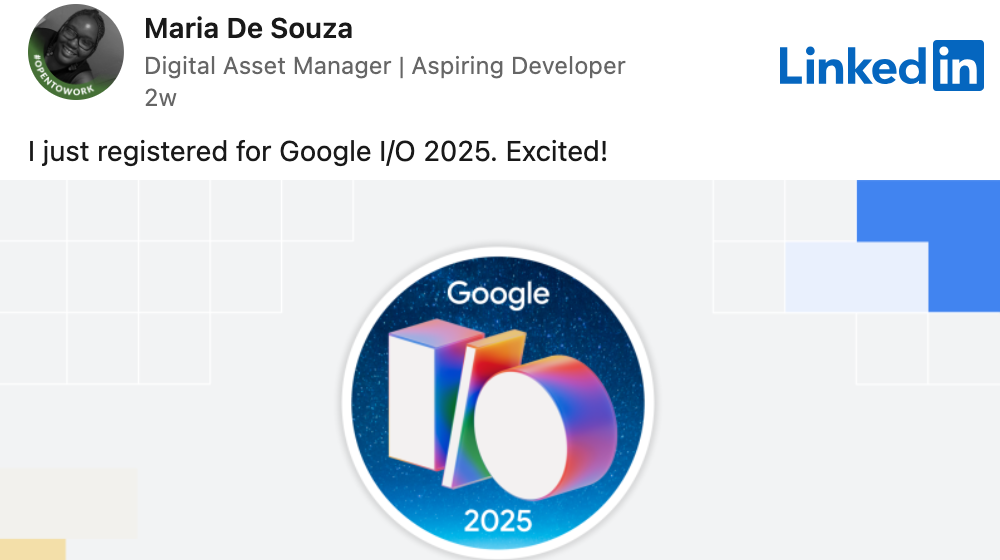 Maria De Souza
Digital Asset Manager | Aspiring Developer
2w
LinkedIn
#OPENTOWORK
I just registered for Google I/O 2025. Excited!
Google
I/O
2025